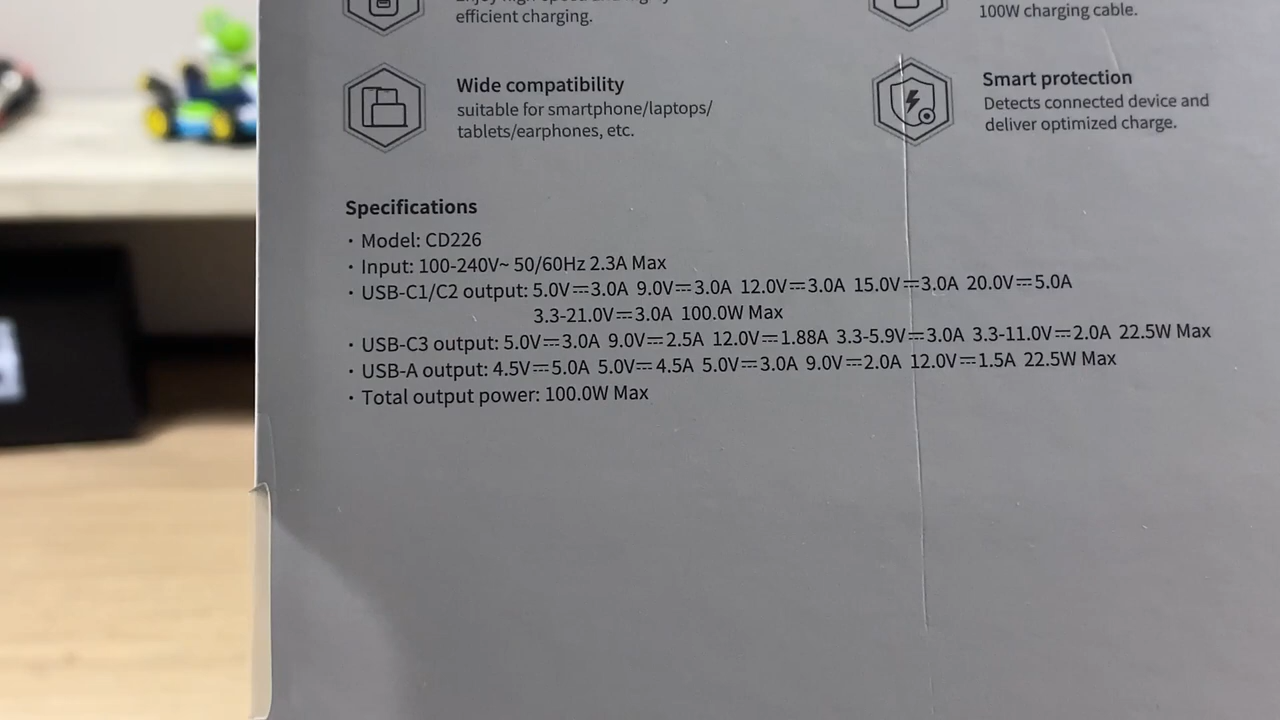 efficient charging.
100W charging cable.
Wide compatibility
suitable for smartphone/laptops/
tablets/earphones, etc.
Smart protection
Detects connected device and
deliver optimized charge.
Specifications
· Model: CD226
· Input: 100-240V~ 50/60Hz 2.3A Max
· USB-C1/C2 output: 5.0V⎓3.0A 9.0V⎓3.0A 12.0V⎓3.0A 15.0V⎓3.0A 20.0V⎓5.0A
3.3-21.0V⎓3.0A 100.0W Max
· USB-C3 output: 5.0V⎓3.0A 9.0V⎓2.5A 12.0V⎓1.88A 3.3-5.9V⎓3.0A 3.3-11.0V⎓2.0A 22.5W Max
· USB-A output: 4.5V⎓5.0A 5.0V⎓4.5A 5.0V⎓3.0A 9.0V⎓2.0A 12.0V⎓1.5A 22.5W Max
· Total output power: 100.0W Max